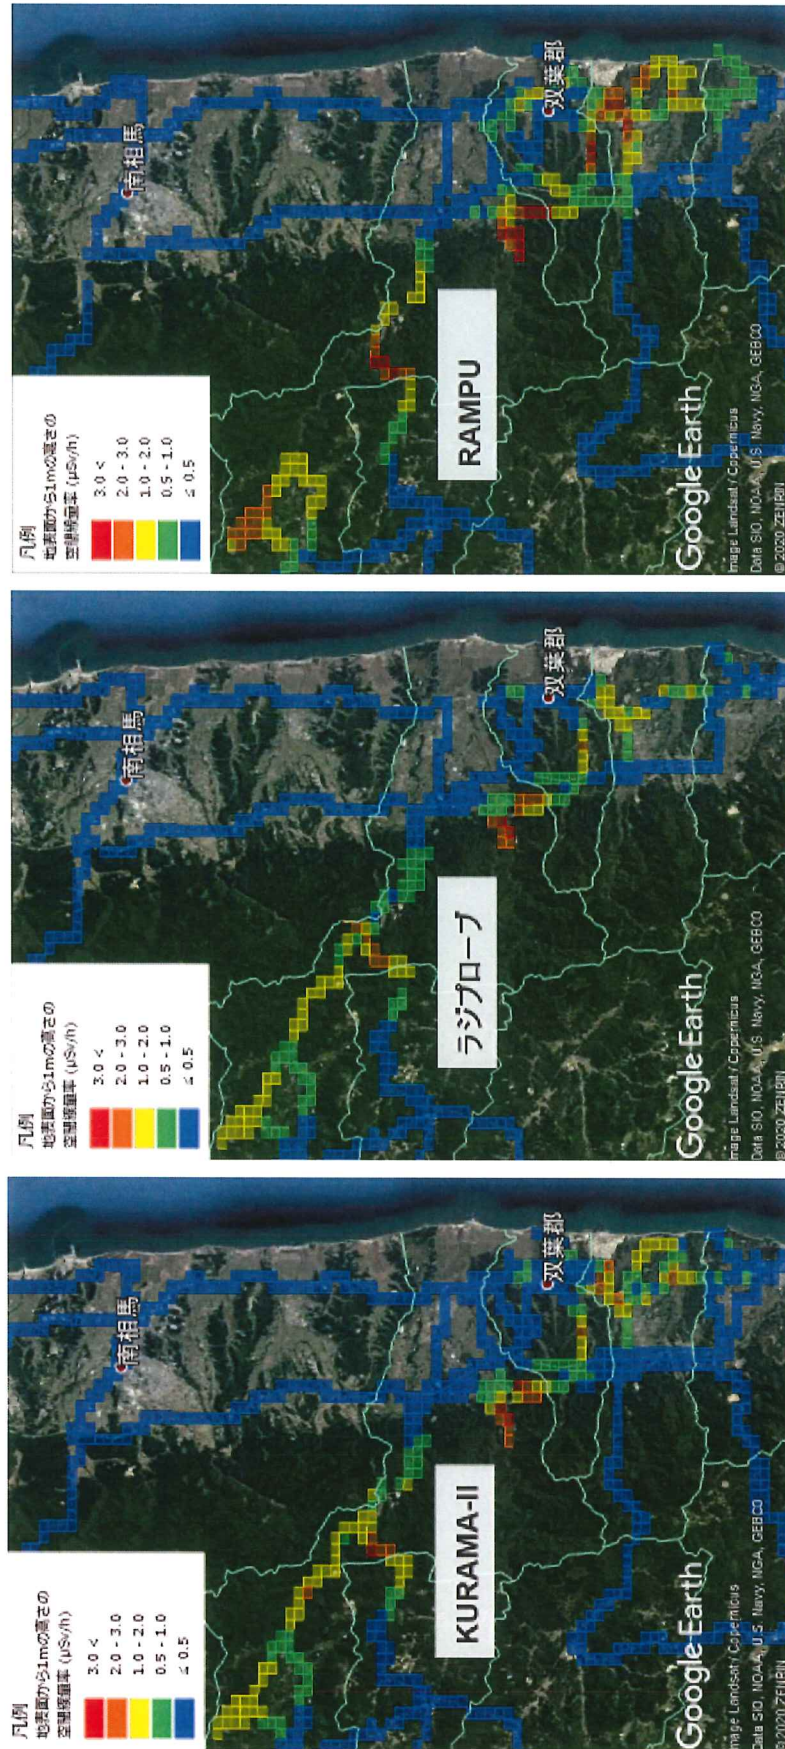 凡例
地表面から1mの高さの
空間線量率 (μSv/h)
3.0 <
2.0 - 3.0
1.0 - 2.0
0.5 - 1.0
≤ 0.5
南相馬
双葉郡
KURAMA-II
Google Earth
Image Landsat / Copernicus
Data SIO, NOAA, U.S. Navy, NGA, GEBCO
© 2020 ZENRIN
凡例
地表面から1mの高さの
空間線量率 (μSv/h)
3.0 <
2.0 - 3.0
1.0 - 2.0
0.5 - 1.0
≤ 0.5
南相馬
双葉郡
ラジプローブ
Google Earth
Image Landsat / Copernicus
Data SIO, NOAA, U.S. Navy, NGA, GEBCO
© 2020 ZENRIN
凡例
地表面から1mの高さの
空間線量率 (μSv/h)
3.0 <
2.0 - 3.0
1.0 - 2.0
0.5 - 1.0
≤ 0.5
南相馬
双葉郡
RAMPU
Google Earth
Image Landsat / Copernicus
Data SIO, NOAA, U.S. Navy, NGA, GEBCO
© 2020 ZENRIN